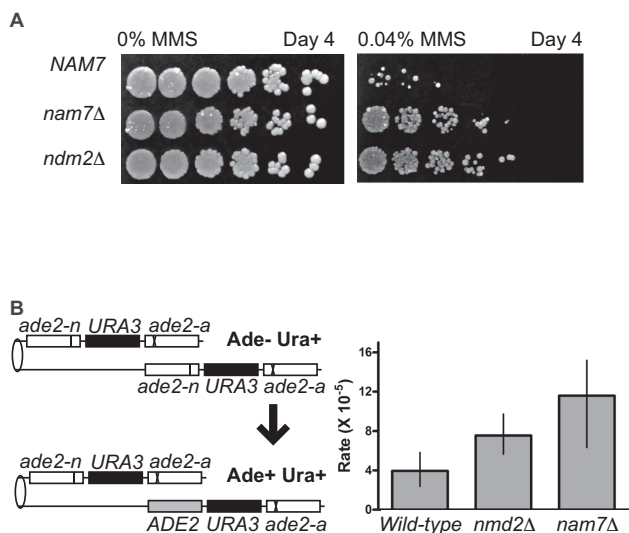 A
0% MMS Day 4
0.04% MMS Day 4
NAM7
nam7Δ
ndm2Δ
B
ade2-n URA3 ade2-a
Ade- Ura+
ade2-n URA3 ade2-a
ade2-n URA3 ade2-a
Ade+ Ura+
ADE2 URA3 ade2-a
Rate (X 10-5)
16
12
8
4
0
Wild-type nmd2Δ nam7Δ